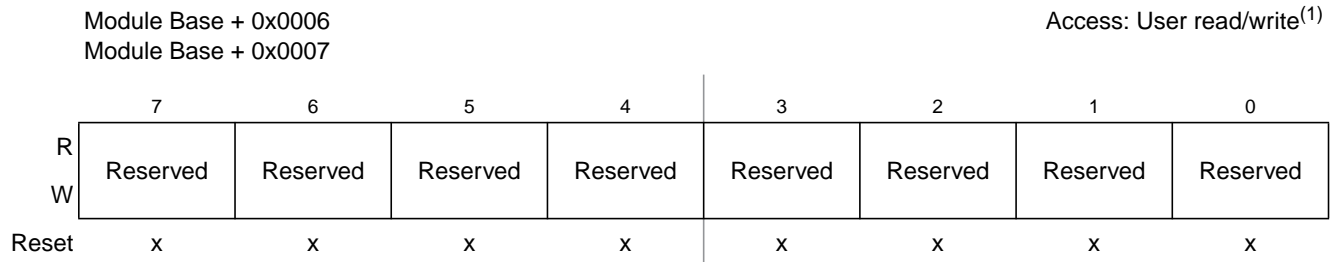 Module Base + 0x0006 Access: User read/write(1)
Module Base + 0x0007
7 6 5 4 3 2 1 0
R
Reserved Reserved Reserved Reserved Reserved Reserved Reserved Reserved
W
Reset x x x x x x x x